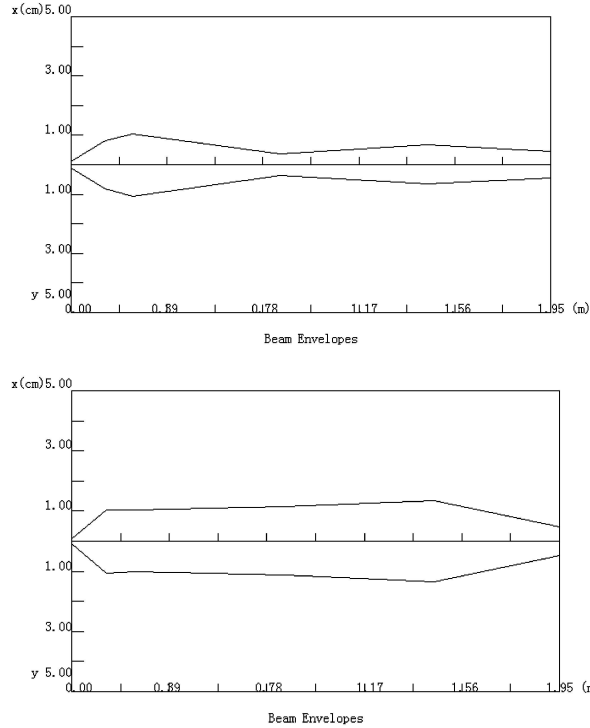 x(cm)5.00
3.00
1.00
1.00
3.00
y 5.00
0.00 0.39 0.78 1.17 1.56 1.95 (m)
Beam Envelopes
x(cm)5.00
3.00
1.00
1.00
3.00
y 5.00
0.00 0.39 0.78 1.17 1.56 1.95
Beam Envelopes